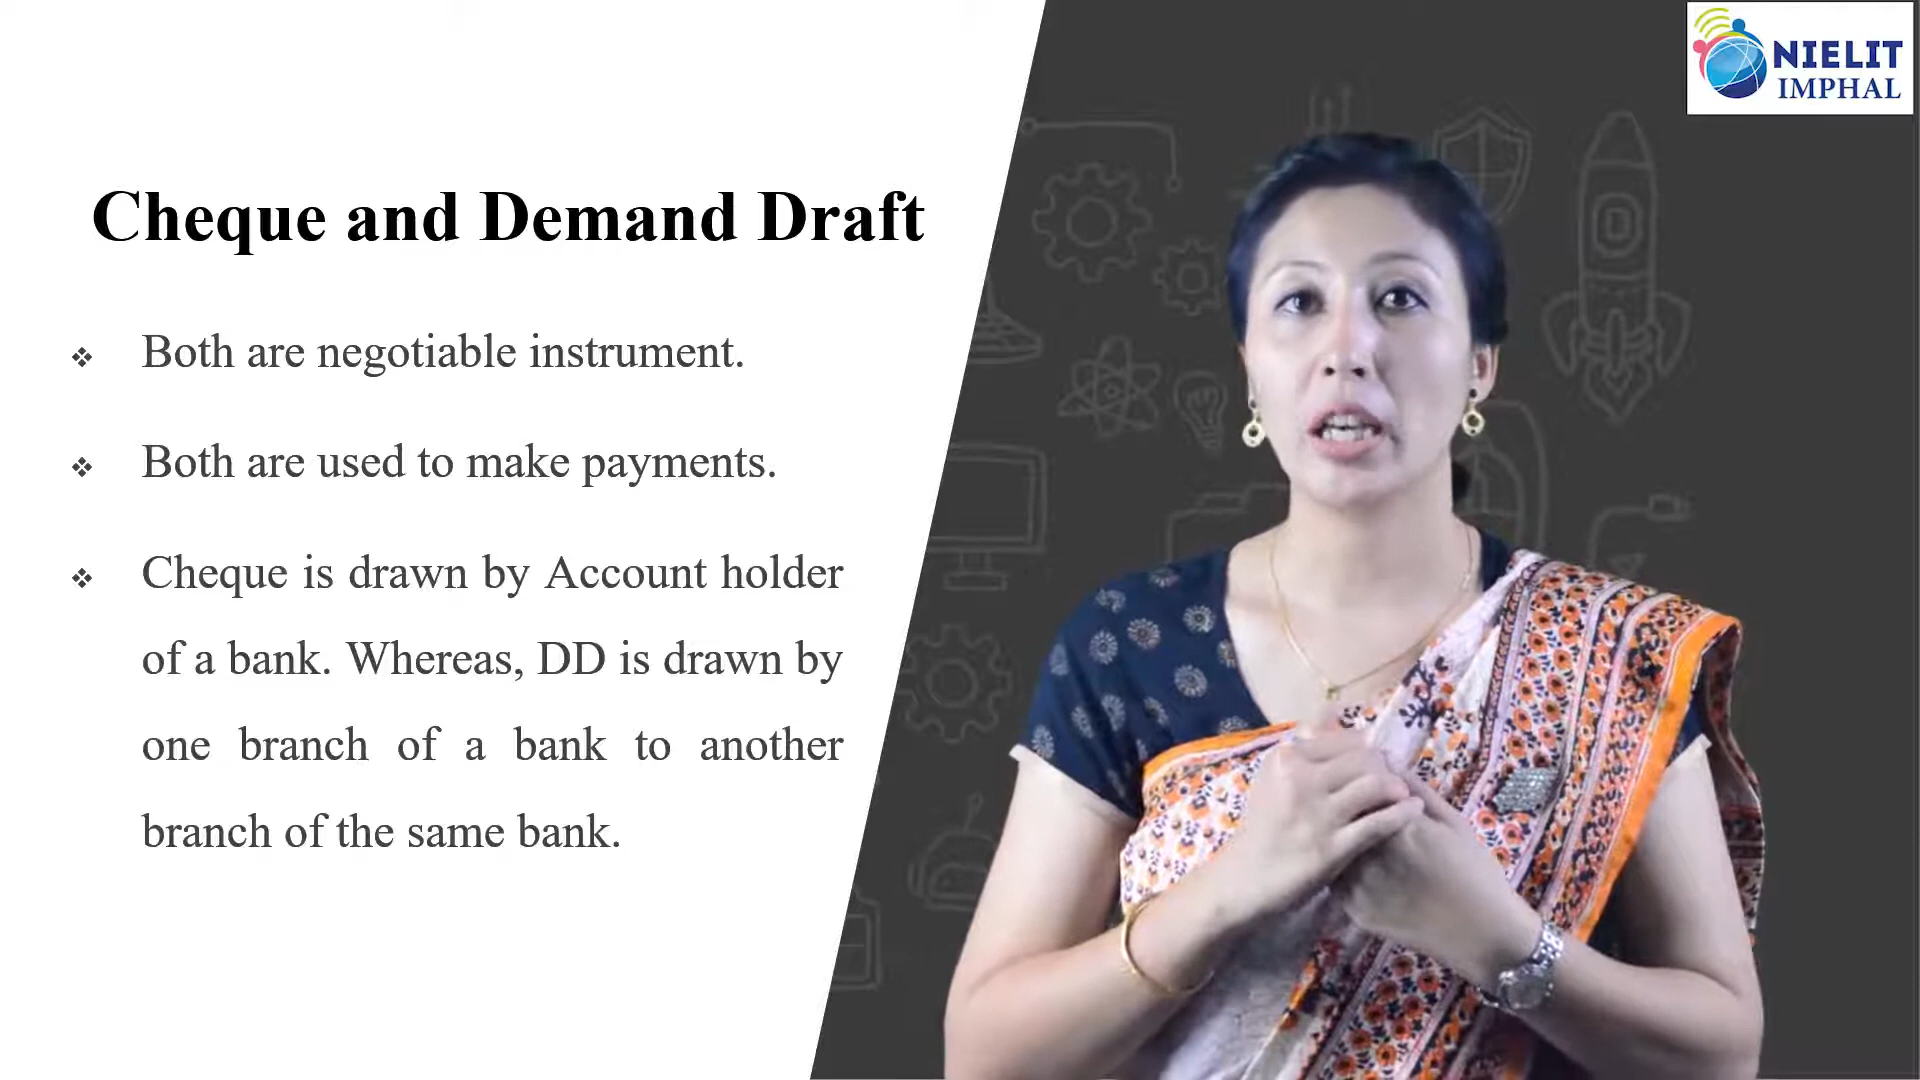 NIELIT
IMPHAL
Cheque and Demand Draft
❖ Both are negotiable instrument.
❖ Both are used to make payments.
❖ Cheque is drawn by Account holder
of a bank. Whereas, DD is drawn by
one branch of a bank to another
branch of the same bank.